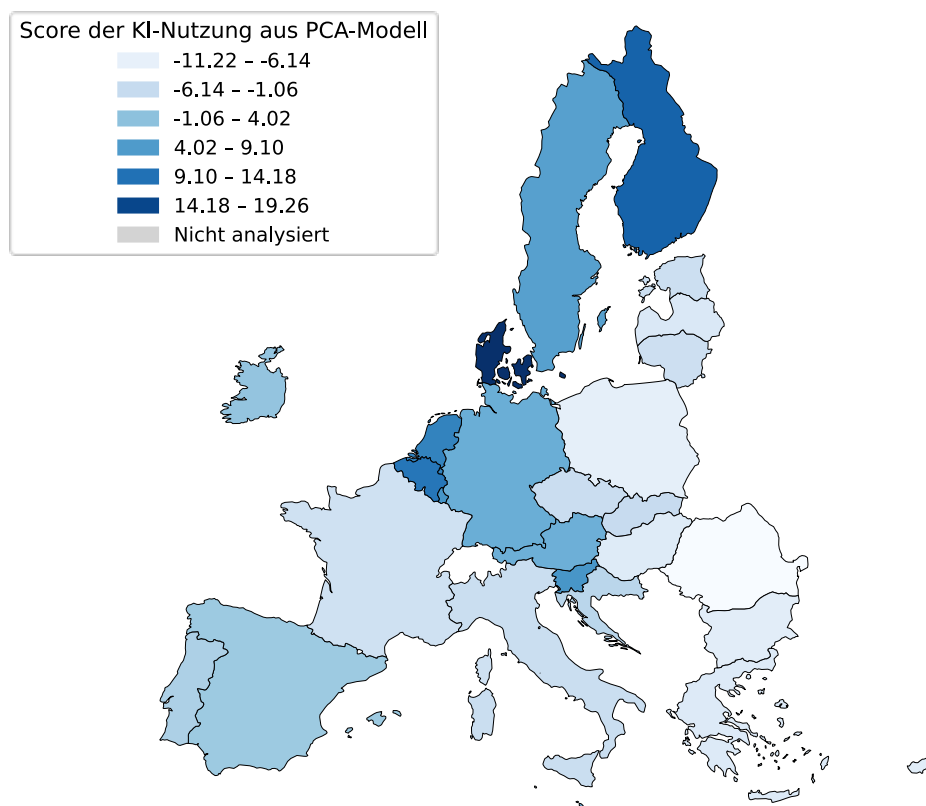 Score der KI-Nutzung aus PCA-Modell
-11.22 – -6.14
-6.14 – -1.06
-1.06 – 4.02
4.02 – 9.10
9.10 – 14.18
14.18 – 19.26
Nicht analysiert